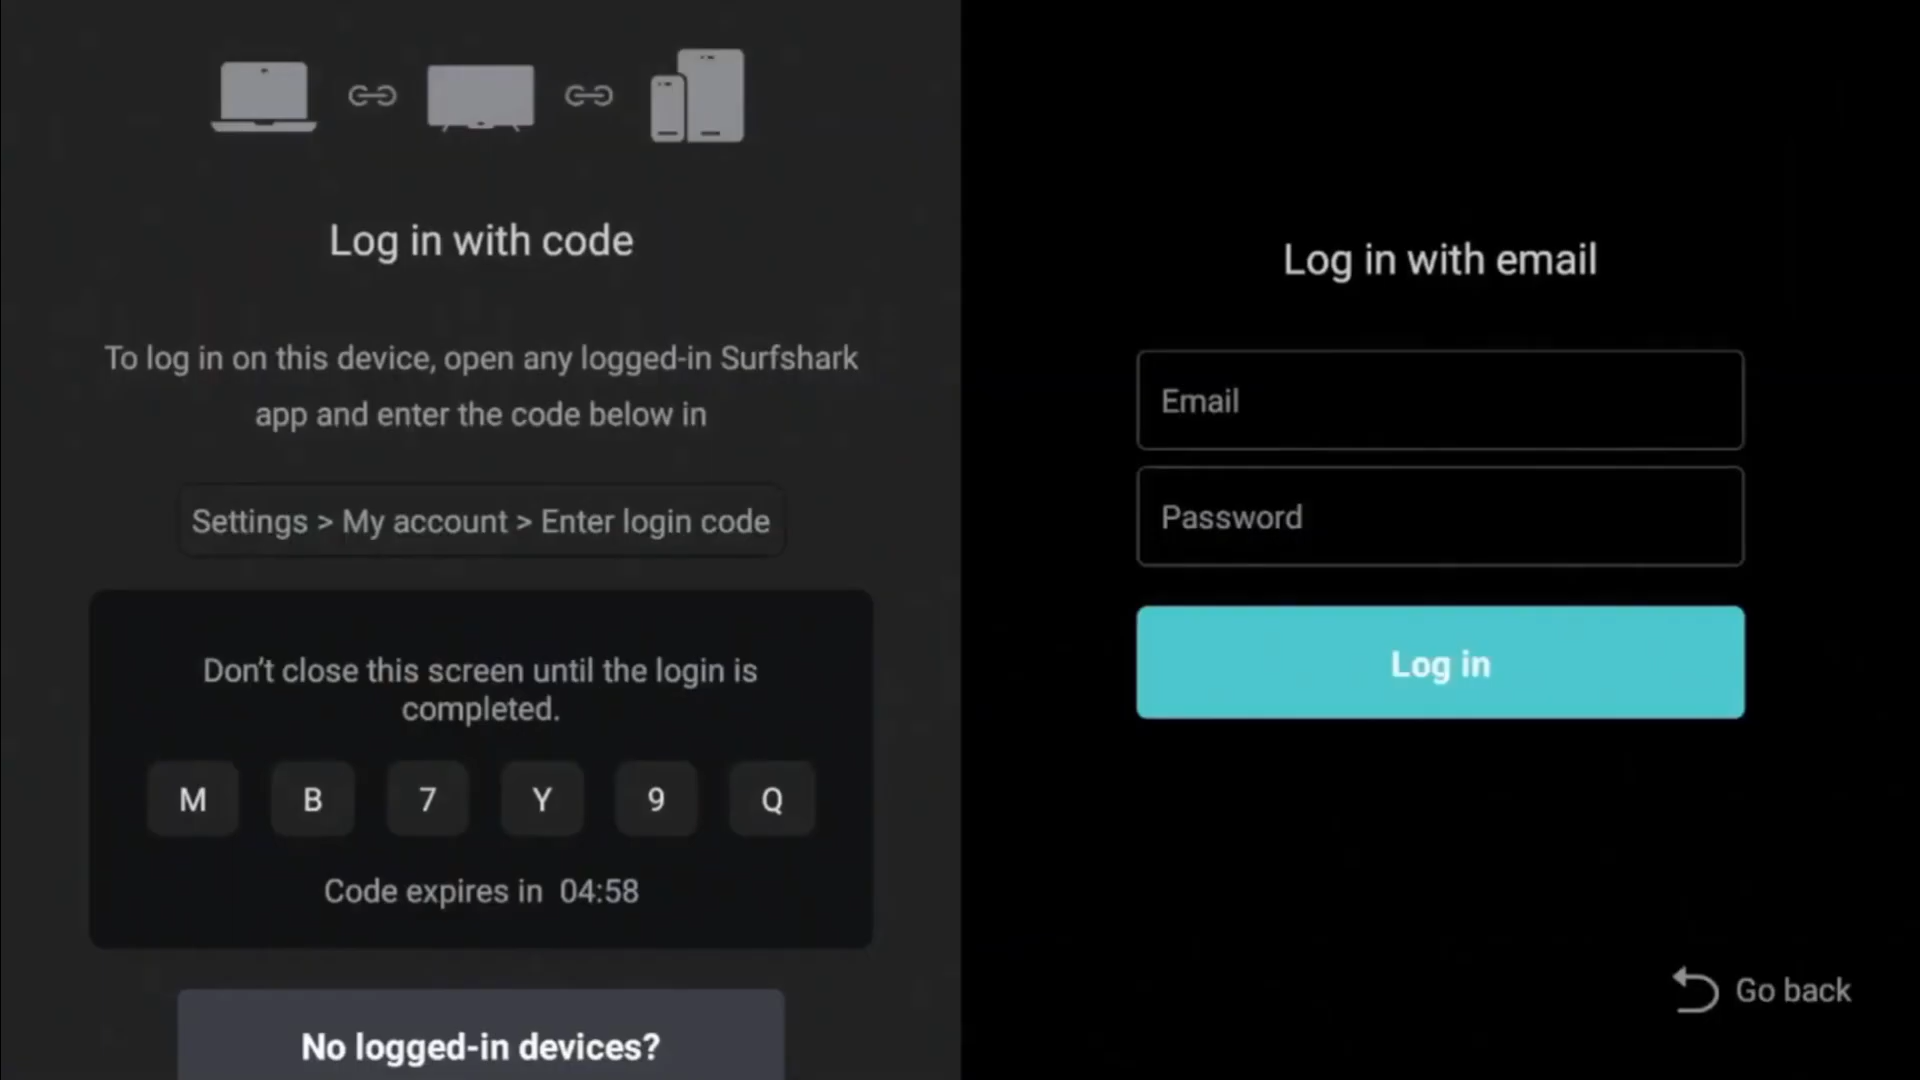 Log in with code
To log in on this device, open any logged-in Surfshark
app and enter the code below in
Settings > My account > Enter login code
Don't close this screen until the login is
completed.
M B 7 Y 9 Q
Code expires in 04:58
No logged-in devices?
Log in with email
Email
Password
Log in
Go back